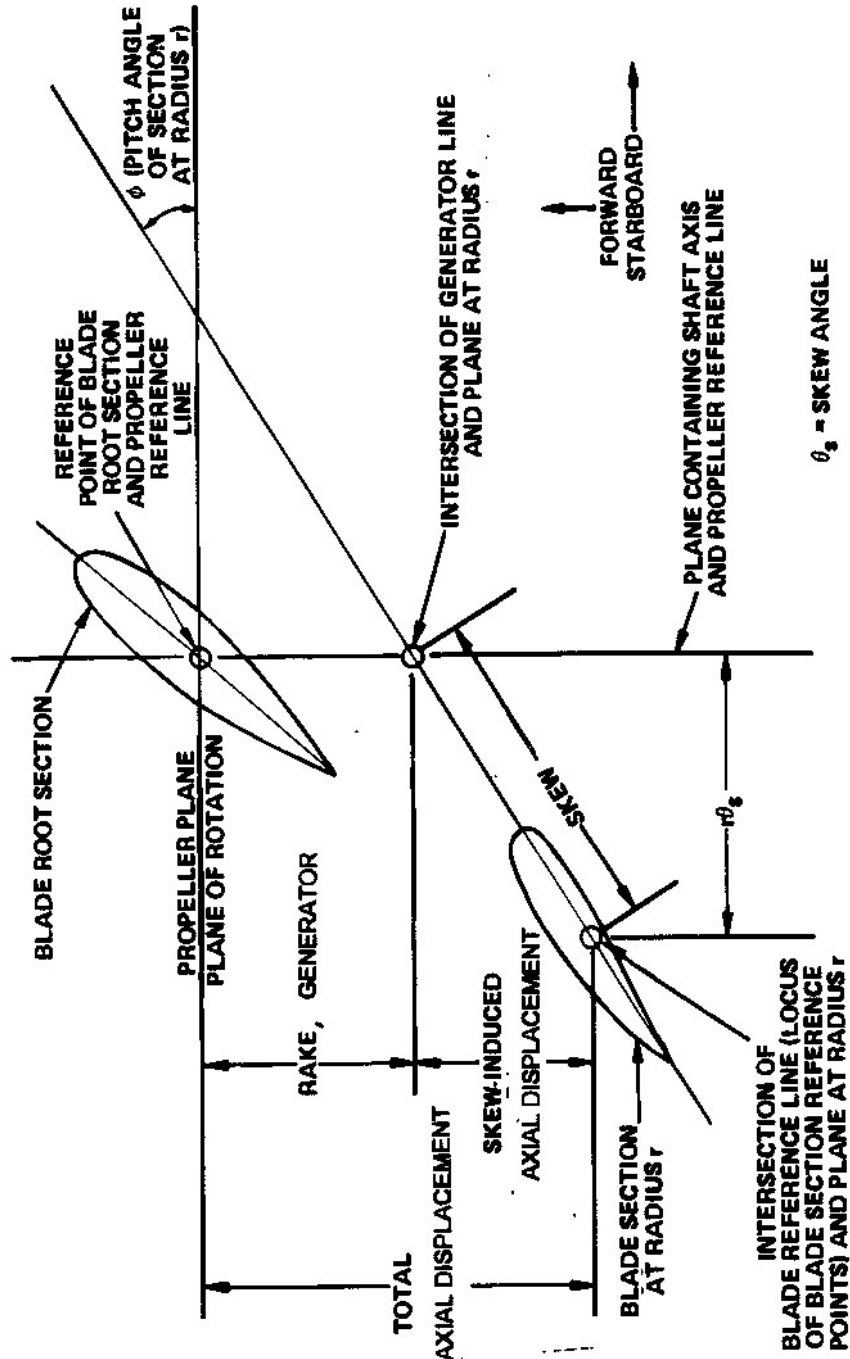 φ (PITCH ANGLE
OF SECTION
AT RADIUS r)
REFERENCE
POINT OF BLADE
ROOT SECTION
AND PROPELLER
REFERENCE
LINE
BLADE ROOT SECTION
PROPELLER PLANE
PLANE OF ROTATION
RAKE, GENERATOR
INTERSECTION OF GENERATOR LINE
AND PLANE AT RADIUS r
FORWARD
STARBOARD
SKEW
SKEW-INDUCED
AXIAL DISPLACEMENT
TOTAL
AXIAL DISPLACEMENT
rθs
PLANE CONTAINING SHAFT AXIS
AND PROPELLER REFERENCE LINE
BLADE SECTION
AT RADIUS r
INTERSECTION OF
BLADE REFERENCE LINE (LOCUS
OF BLADE SECTION REFERENCE
POINTS) AND PLANE AT RADIUS r
θs = SKEW ANGLE